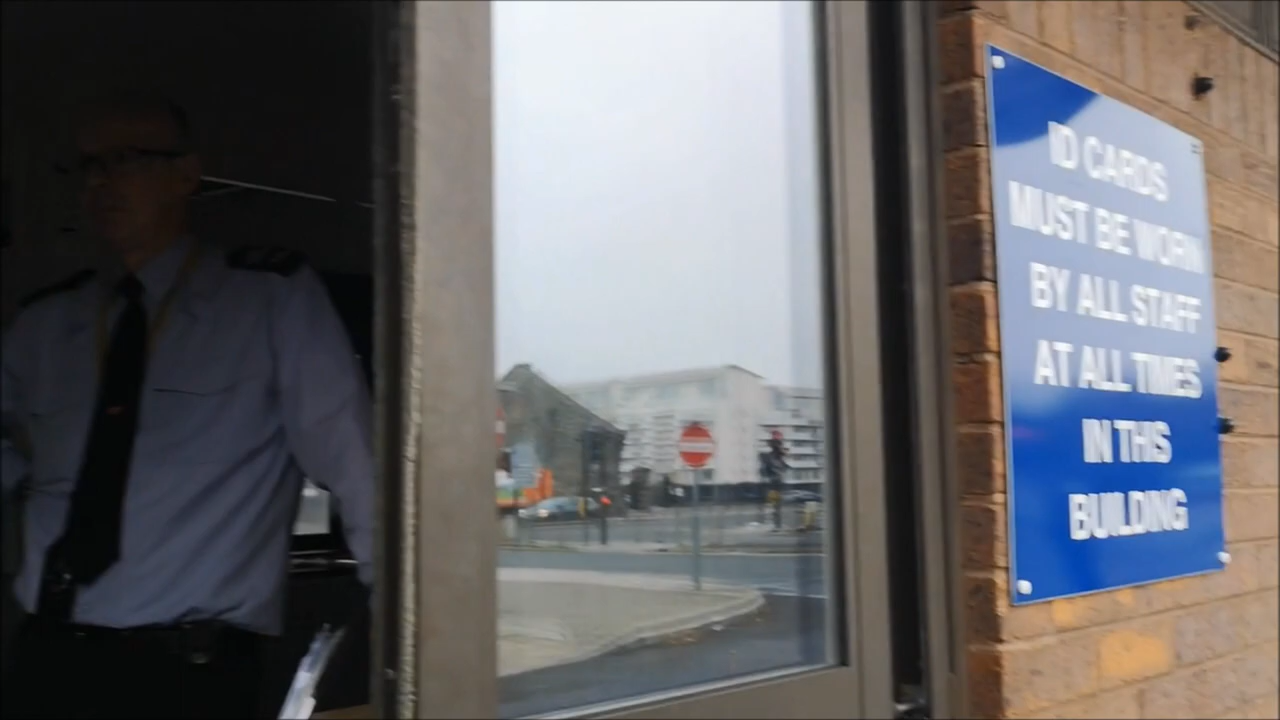 ID CARDS
MUST BE WORN
BY ALL STAFF
AT ALL TIMES
IN THIS
BUILDING